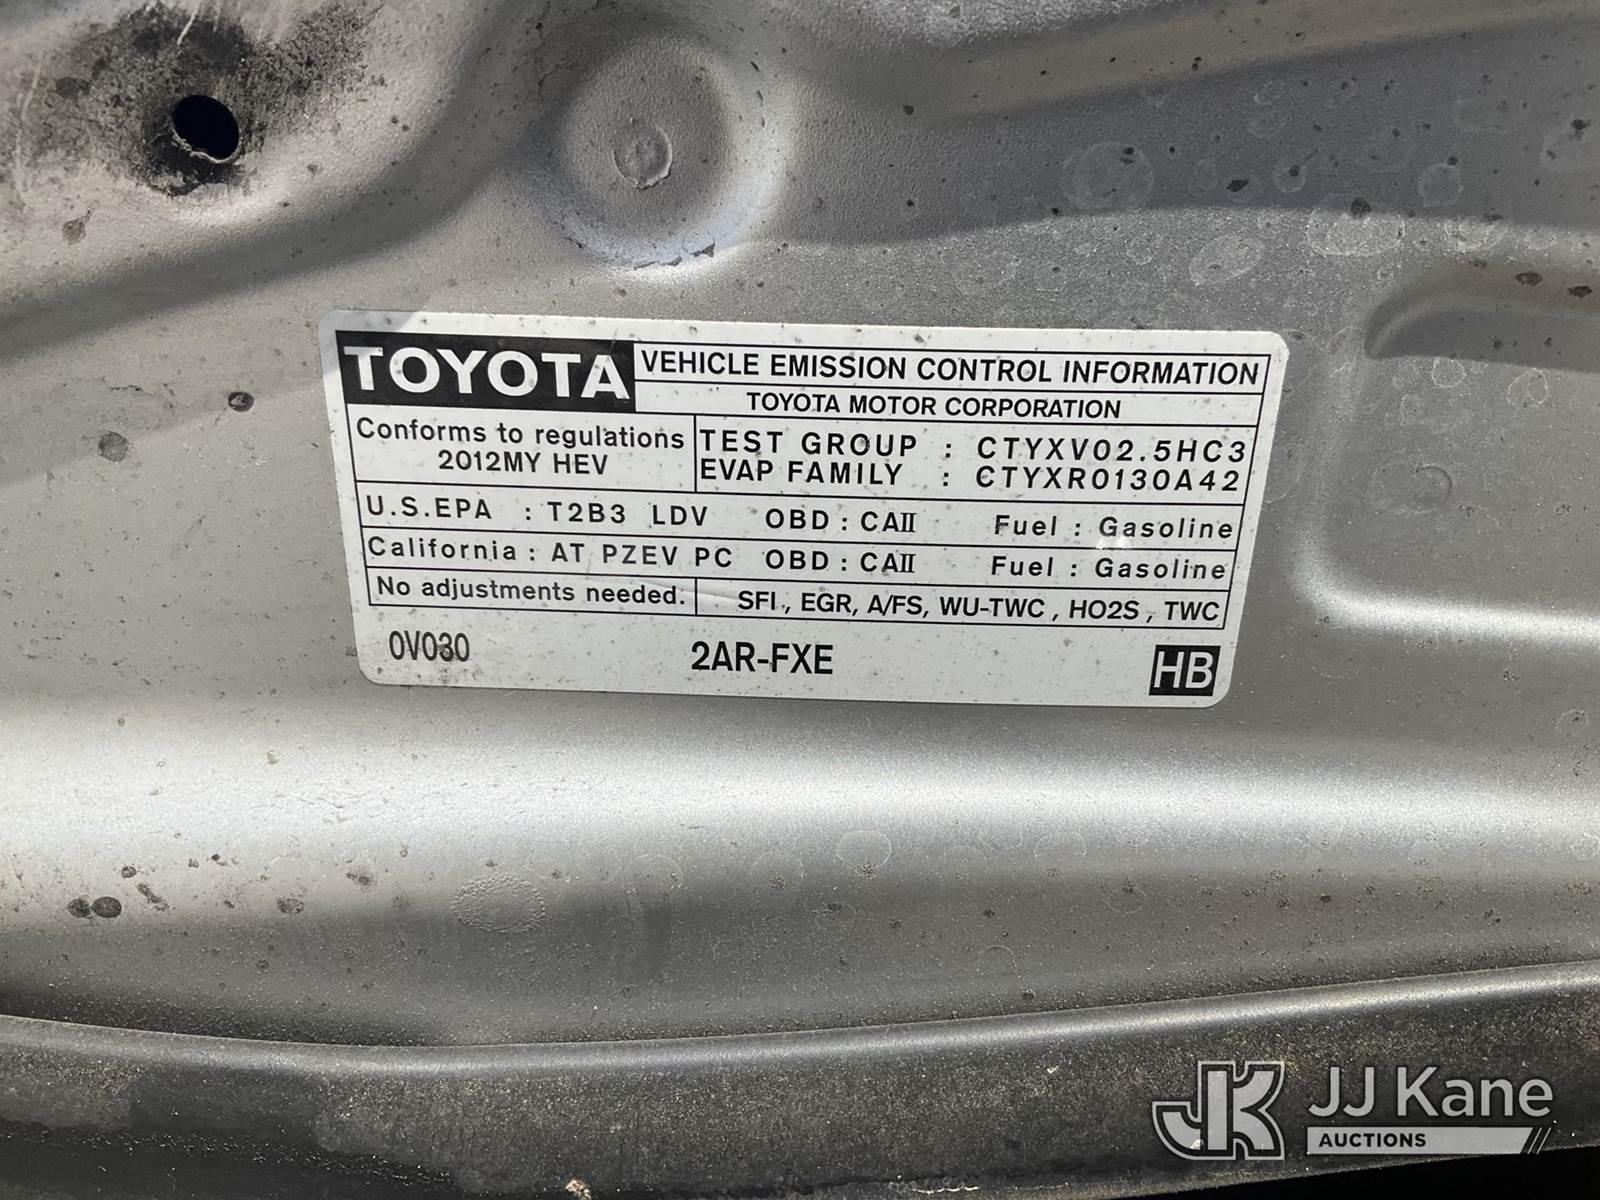 TOYOTA VEHICLE EMISSION CONTROL INFORMATION
TOYOTA MOTOR CORPORATION
Conforms to regulations
2012MY HEV
TEST GROUP : CTYXV02.5HC3
EVAP FAMILY : CTYXR0130A42
U.S.EPA : T2B3 LDV OBD : CAII Fuel : Gasoline
California : AT PZEV PC OBD : CAII Fuel : Gasoline
No adjustments needed. SFI, EGR, A/FS, WU-TWC, HO2S, TWC
0V030 2AR-FXE HB
JK JJ Kane
AUCTIONS